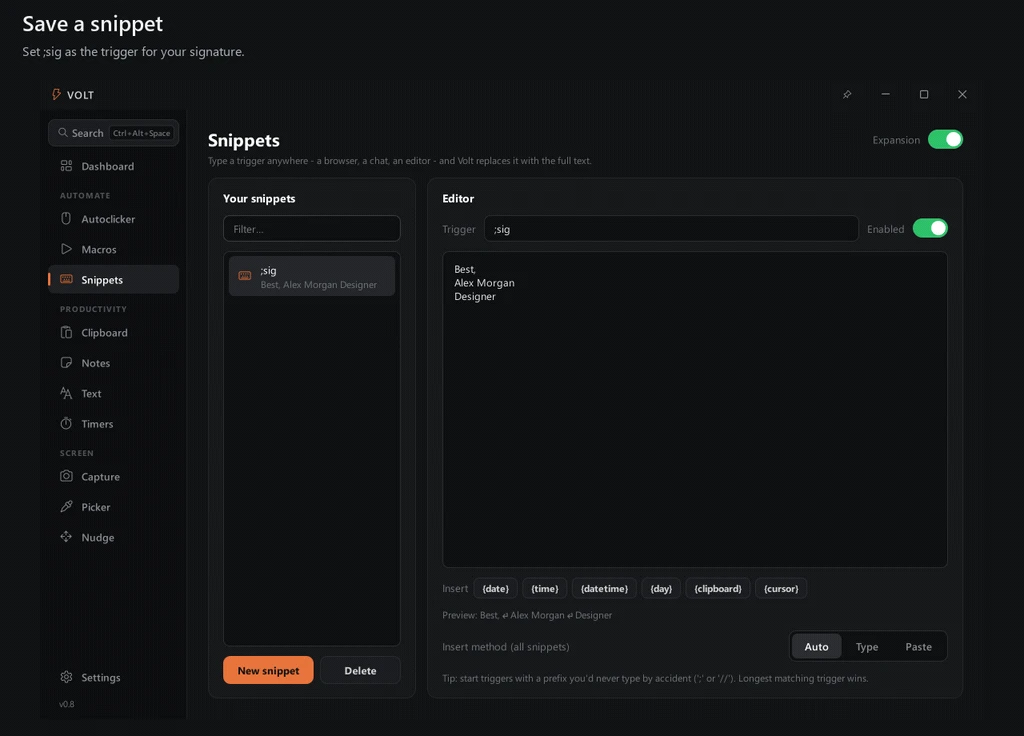 Save a snippet
Set ;sig as the trigger for your signature.
VOLT
Search Ctrl+Alt+Space
Dashboard
AUTOMATE
Autoclicker
Macros
Snippets
PRODUCTIVITY
Clipboard
Notes
Text
Timers
SCREEN
Capture
Picker
Nudge
Settings
v0.8
Snippets
Expansion
Type a trigger anywhere - a browser, a chat, an editor - and Volt replaces it with the full text.
Your snippets
Filter...
;sig
Best, Alex Morgan Designer
New snippet
Delete
Editor
Trigger ;sig Enabled
Best,
Alex Morgan
Designer
Insert {date} {time} {datetime} {day} {clipboard} {cursor}
Preview: Best, ↵ Alex Morgan ↵ Designer
Insert method (all snippets) Auto Type Paste
Tip: start triggers with a prefix you'd never type by accident (';' or '//'). Longest matching trigger wins.